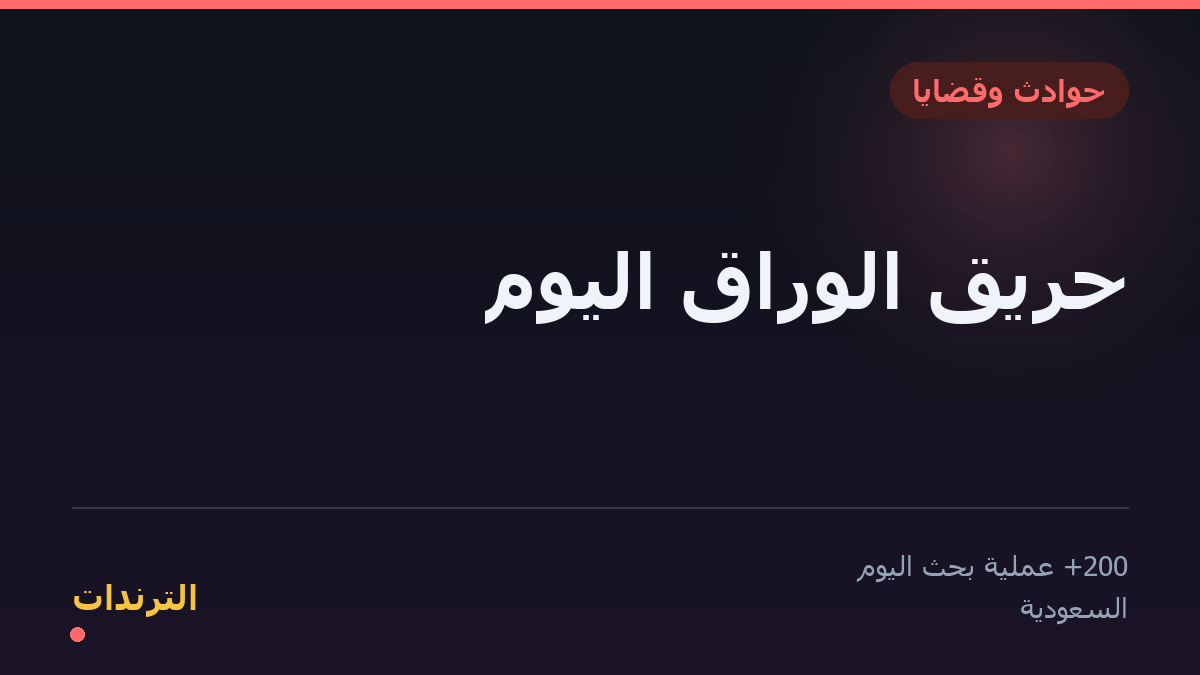 حوادث وقضايا
حريق الوراق اليوم
200+ عملية بحث اليوم
السعودية
الترندات